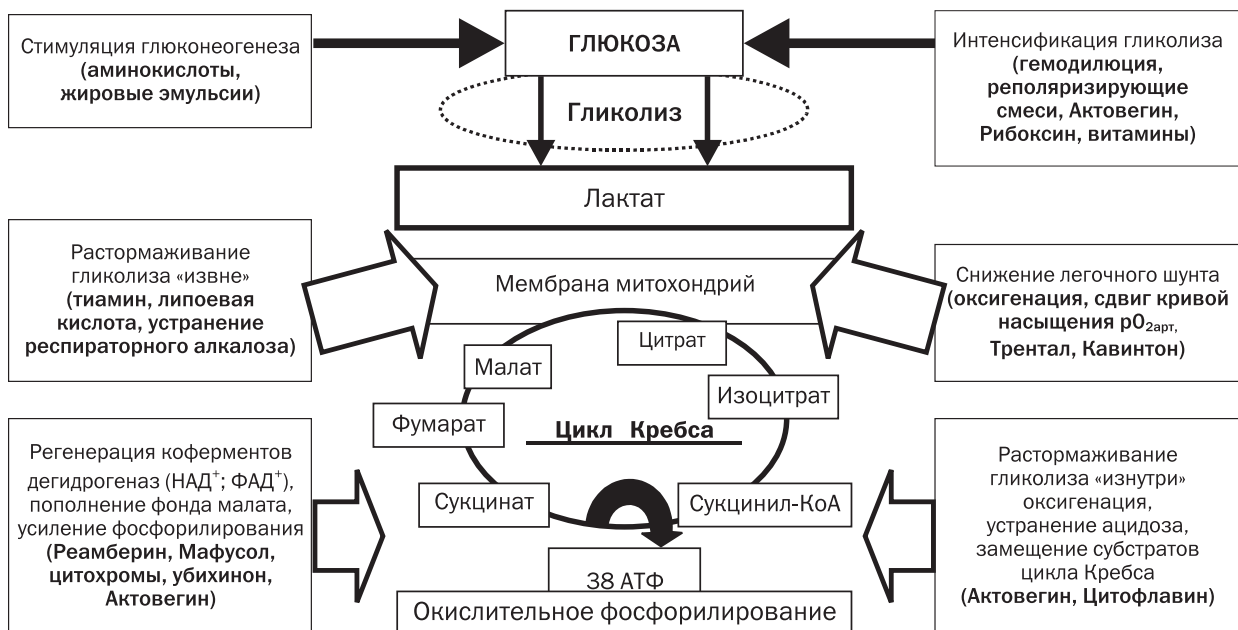 Стимуляция глюконеогенеза
(аминокислоты,
жировые эмульсии)
ГЛЮКОЗА
Интенсификация гликолиза
(гемодилюция,
реполяризирующие
смеси, Актовегин,
Рибоксин, витамины)
Гликолиз
Лактат
Растормаживание
гликолиза «извне»
(тиамин, липоевая
кислота, устранение
респираторного алкалоза)
Мембрана митохондрий
Снижение легочного шунта
(оксигенация, сдвиг кривой
насыщения pO₂арт,
Трентал, Кавинтон)
Цитрат
Малат
Изоцитрат
Фумарат
Цикл Кребса
Сукцинат
Сукцинил-КоА
Регенерация коферментов
дегидрогеназ (НАД⁺; ФАД⁺),
пополнение фонда малата,
усиление фосфорилирования
(Реамберин, Мафусол,
цитохромы, убихинон,
Актовегин)
Растормаживание
гликолиза «изнутри»
оксигенация,
устранение ацидоза,
замещение субстратов
цикла Кребса
(Актовегин, Цитофлавин)
38 АТФ
Окислительное фосфорилирование